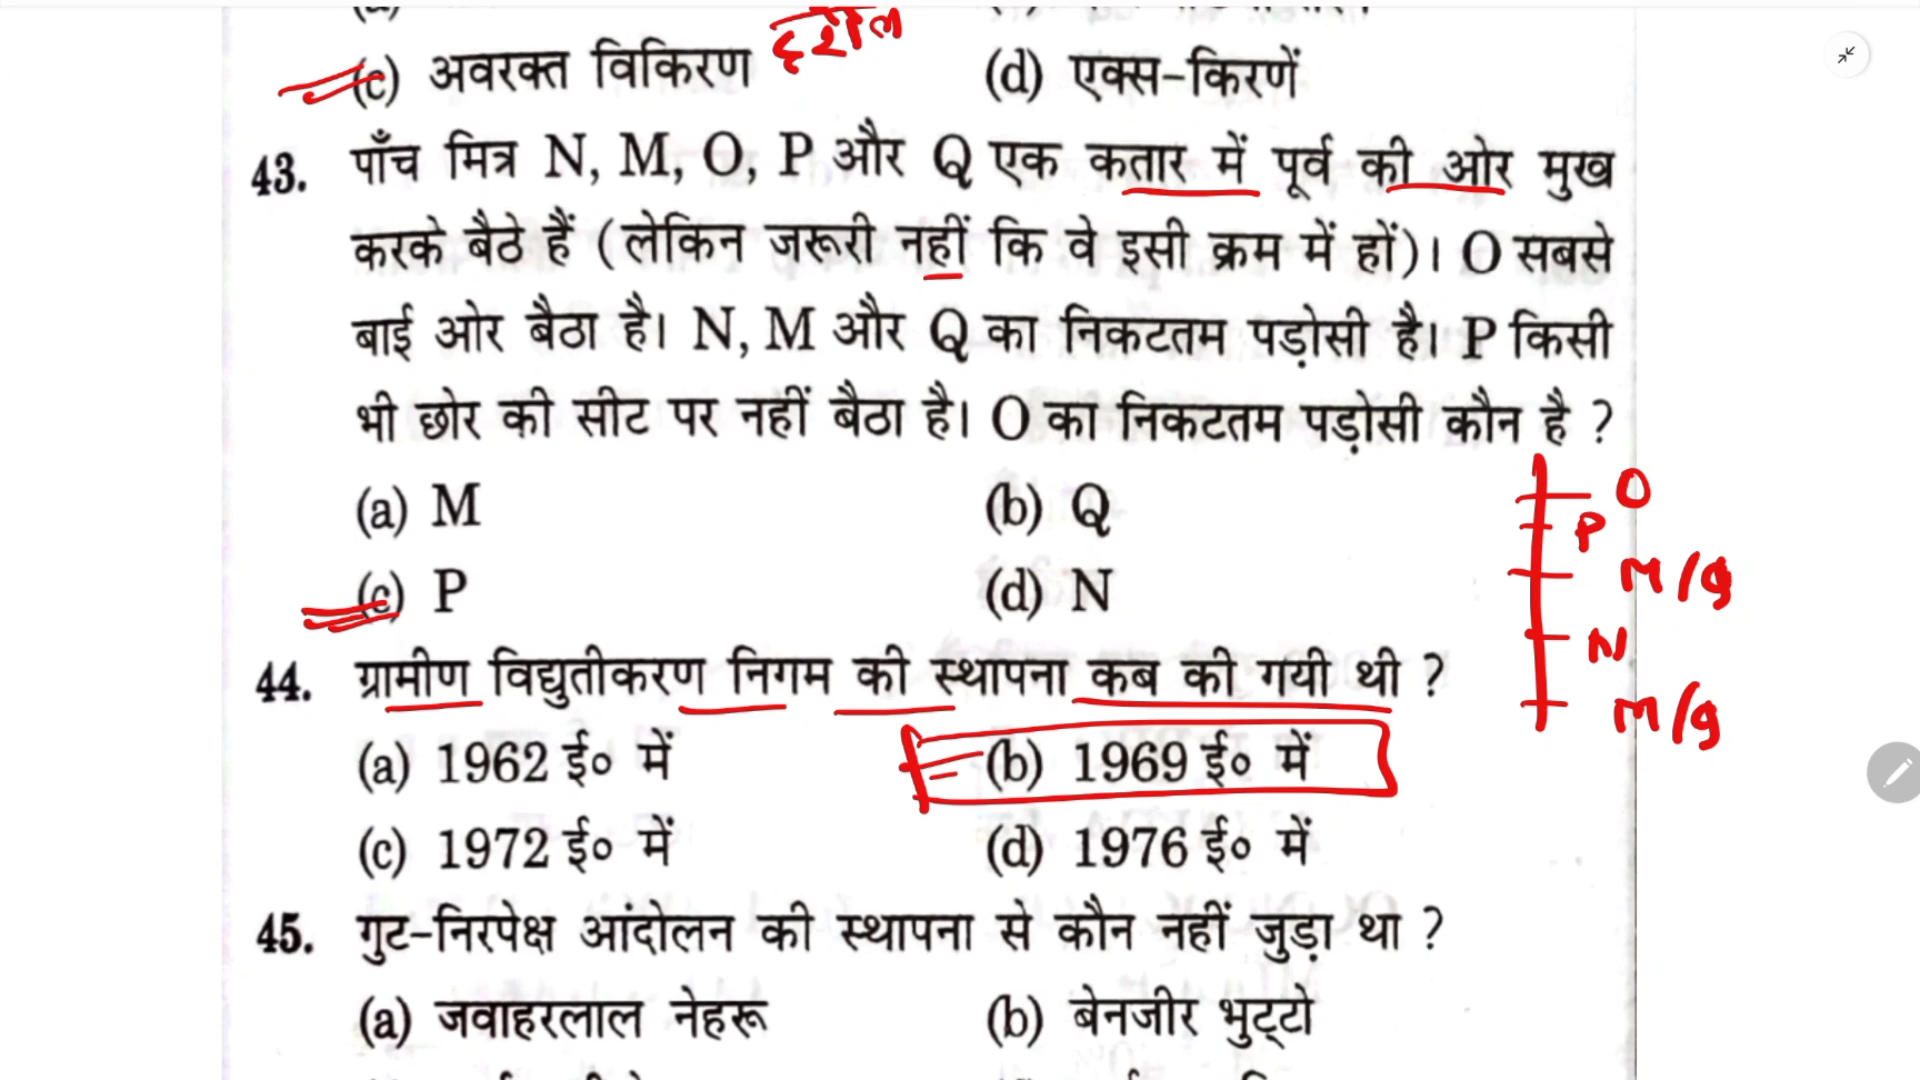 (c) अवरक्त विकिरण
(d) एक्स-किरणें
43. पाँच मित्र N, M, O, P और Q एक कतार में पूर्व की ओर मुख
करके बैठे हैं (लेकिन जरूरी नहीं कि वे इसी क्रम में हों)। O सबसे
बाईं ओर बैठा है। N, M और Q का निकटतम पड़ोसी है। P किसी
भी छोर की सीट पर नहीं बैठा है। O का निकटतम पड़ोसी कौन है ?
(a) M
(b) Q
(c) P
(d) N
O
P
M/Q
N
M/Q
44. ग्रामीण विद्युतीकरण निगम की स्थापना कब की गयी थी ?
(a) 1962 ई० में
(b) 1969 ई० में
(c) 1972 ई० में
(d) 1976 ई० में
45. गुट-निरपेक्ष आंदोलन की स्थापना से कौन नहीं जुड़ा था ?
(a) जवाहरलाल नेहरू
(b) बेनजीर भुट्टो